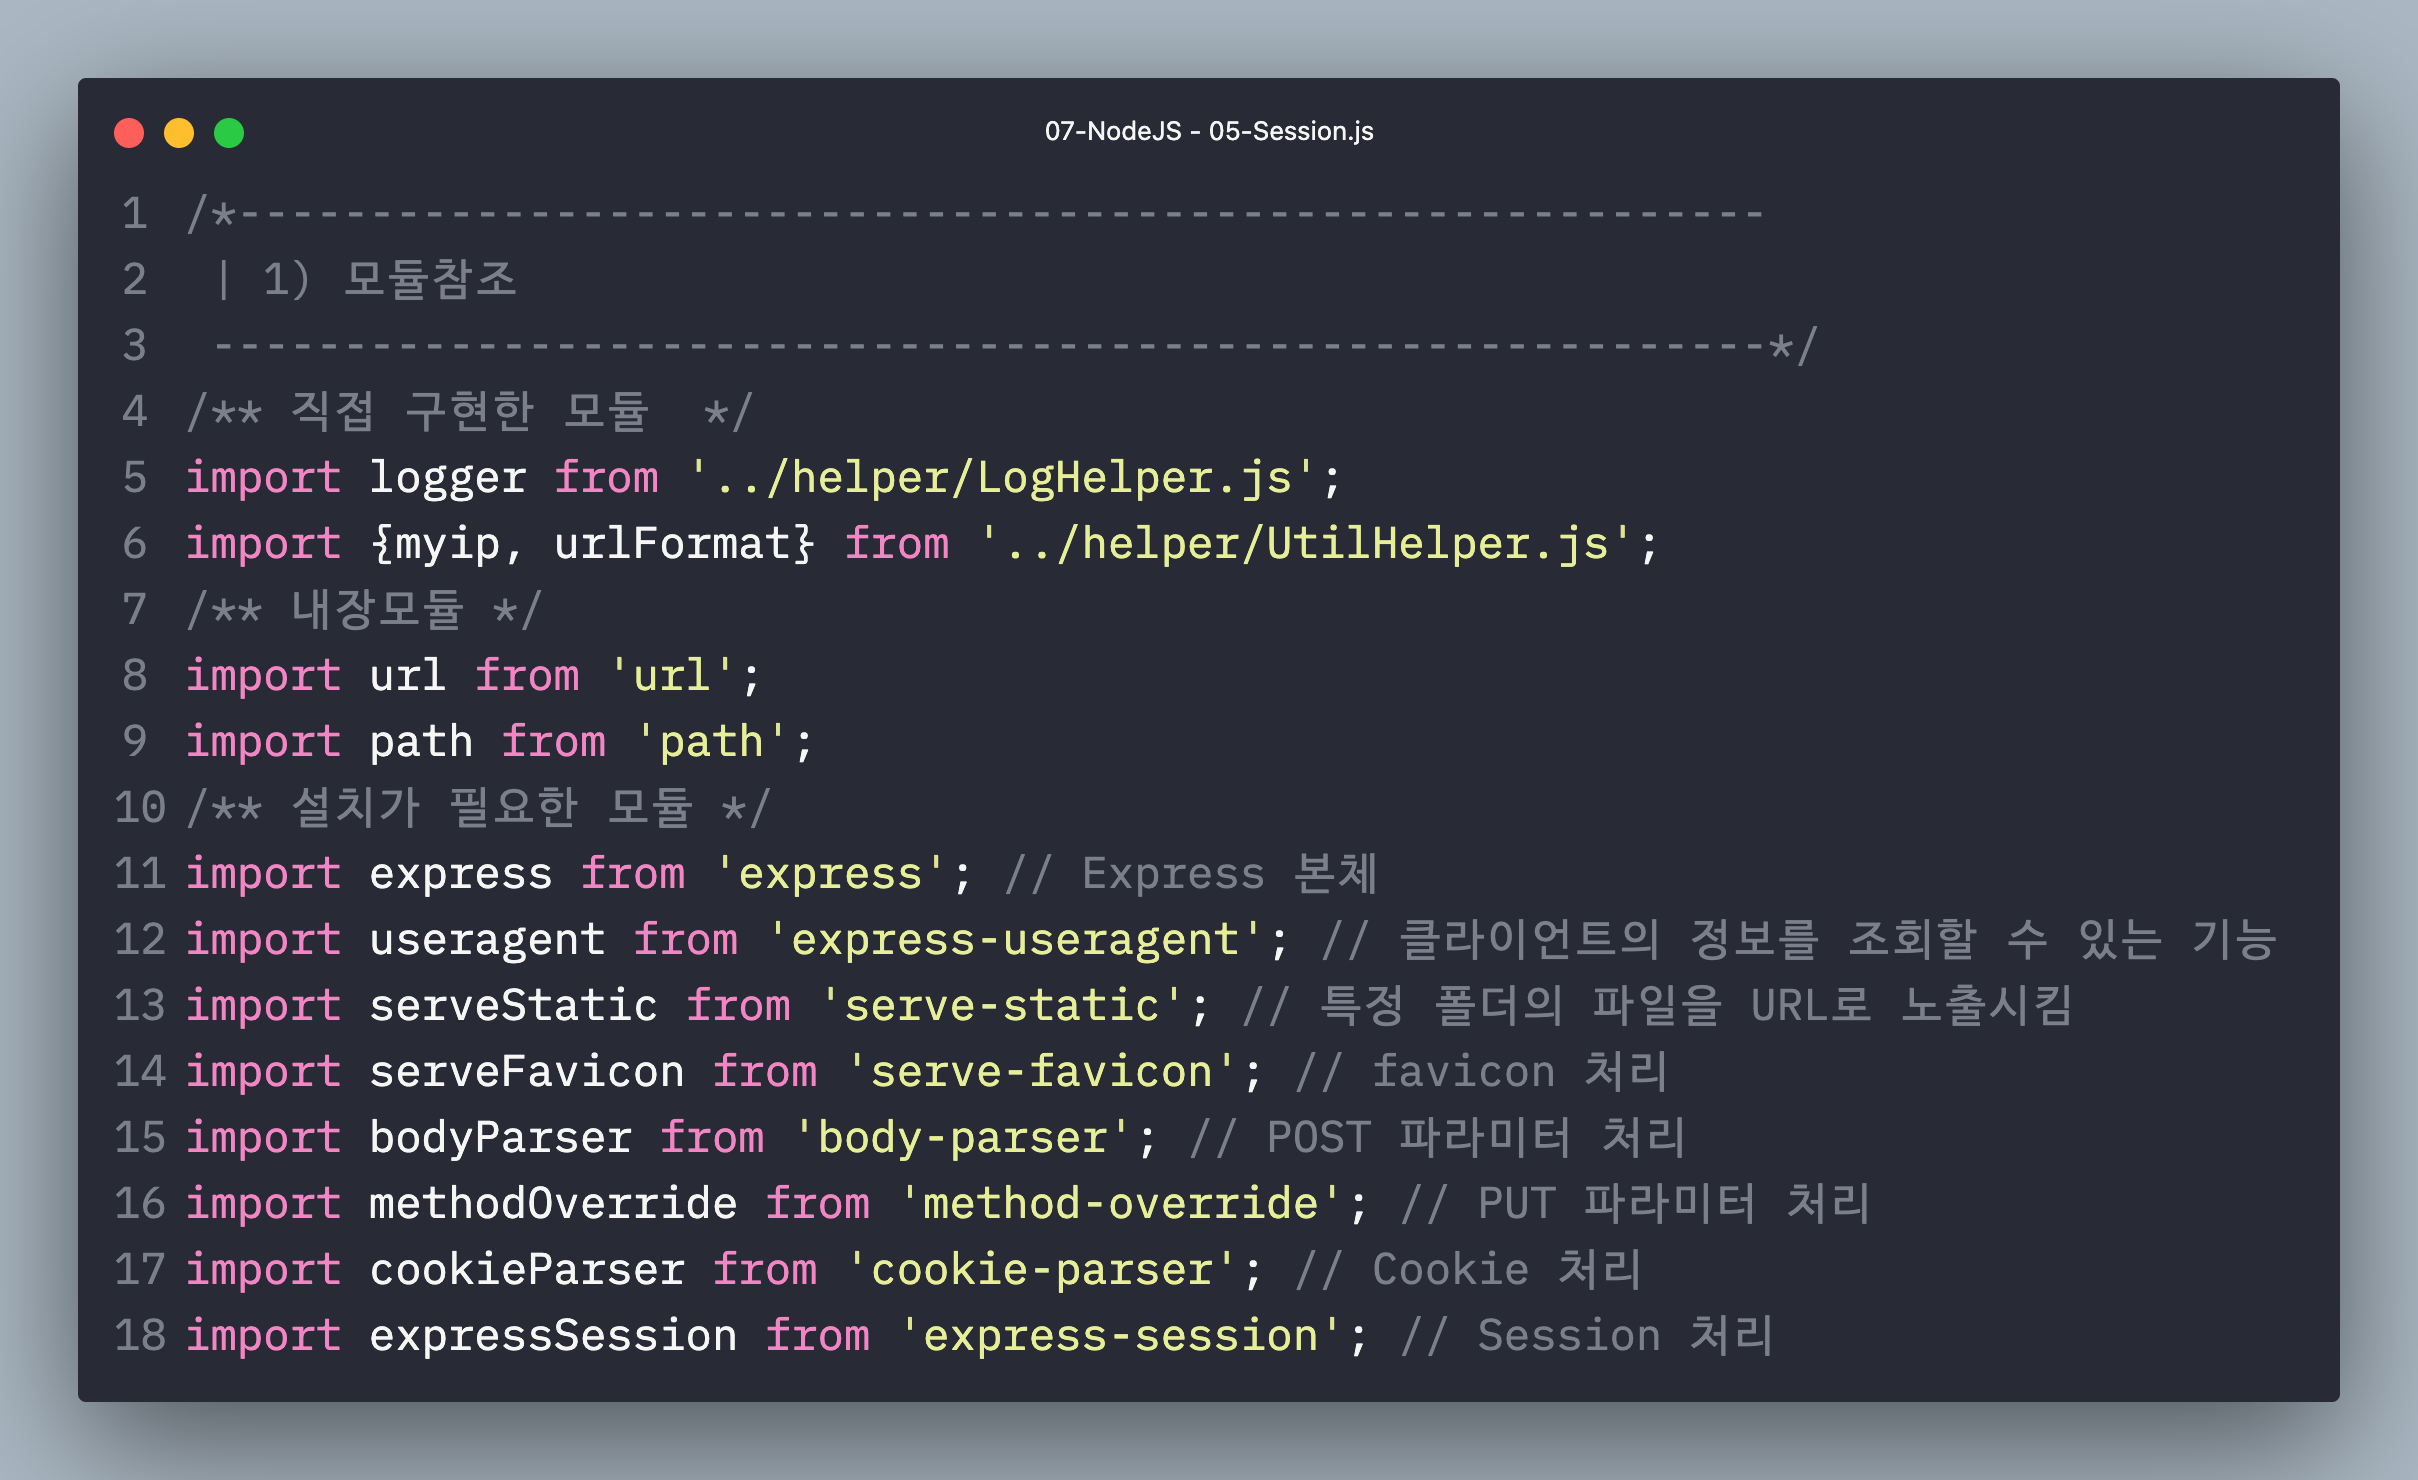 07-NodeJS - 05-Session.js
1 /*----------------------------------------------------------
2  | 1) 모듈참조
3  -----------------------------------------------------------*/
4 /** 직접 구현한 모듈  */
5 import logger from '../helper/LogHelper.js';
6 import {myip, urlFormat} from '../helper/UtilHelper.js';
7 /** 내장모듈 */
8 import url from 'url';
9 import path from 'path';
10 /** 설치가 필요한 모듈 */
11 import express from 'express'; // Express 본체
12 import useragent from 'express-useragent'; // 클라이언트의 정보를 조회할 수 있는 기능
13 import serveStatic from 'serve-static'; // 특정 폴더의 파일을 URL로 노출시킴
14 import serveFavicon from 'serve-favicon'; // favicon 처리
15 import bodyParser from 'body-parser'; // POST 파라미터 처리
16 import methodOverride from 'method-override'; // PUT 파라미터 처리
17 import cookieParser from 'cookie-parser'; // Cookie 처리
18 import expressSession from 'express-session'; // Session 처리